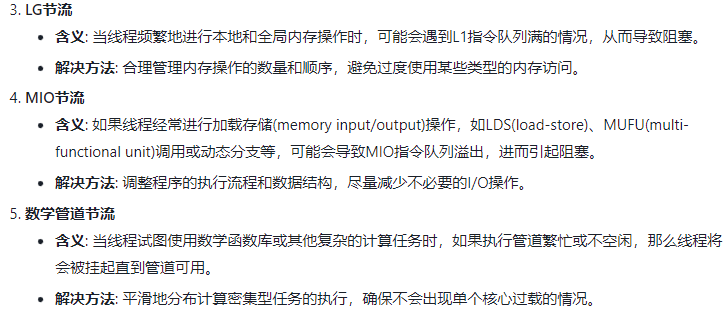 3. LG节流
• 含义: 当线程频繁地进行本地和全局内存操作时，可能会遇到L1指令队列满的情况，从而导致阻塞。
• 解决方法: 合理管理内存操作的数量和顺序，避免过度使用某些类型的内存访问。
4. MIO节流
• 含义: 如果线程经常进行加载存储(memory input/output)操作，如LDS(load-store)、MUFU(multi-
functional unit)调用或动态分支等，可能会导致MIO指令队列溢出，进而引起阻塞。
• 解决方法: 调整程序的执行流程和数据结构，尽量减少不必要的I/O操作。
5. 数学管道节流
• 含义: 当线程试图使用数学函数库或其他复杂的计算任务时，如果执行管道繁忙或不空闲，那么线程将
会被挂起直到管道可用。
• 解决方法: 平滑地分布计算密集型任务的执行，确保不会出现单个核心过载的情况。